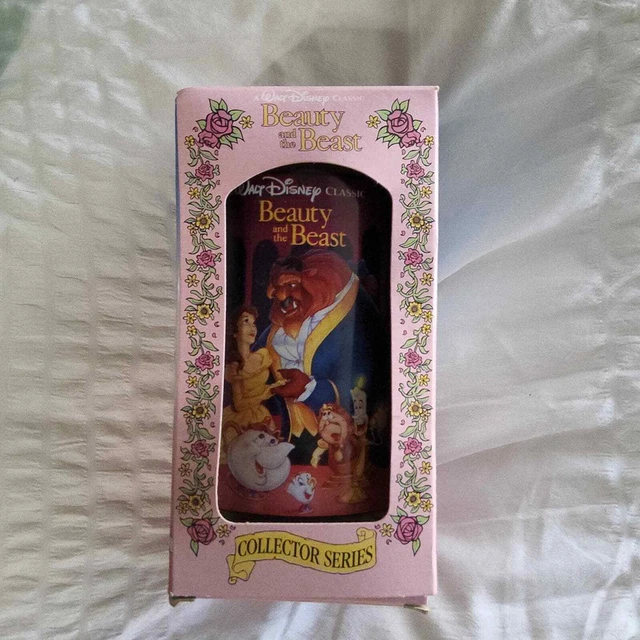 A WALT DISNEY CLASSIC
Beauty
and the Beast
WALT DISNEY CLASSIC
Beauty
and the Beast
COLLECTOR SERIES